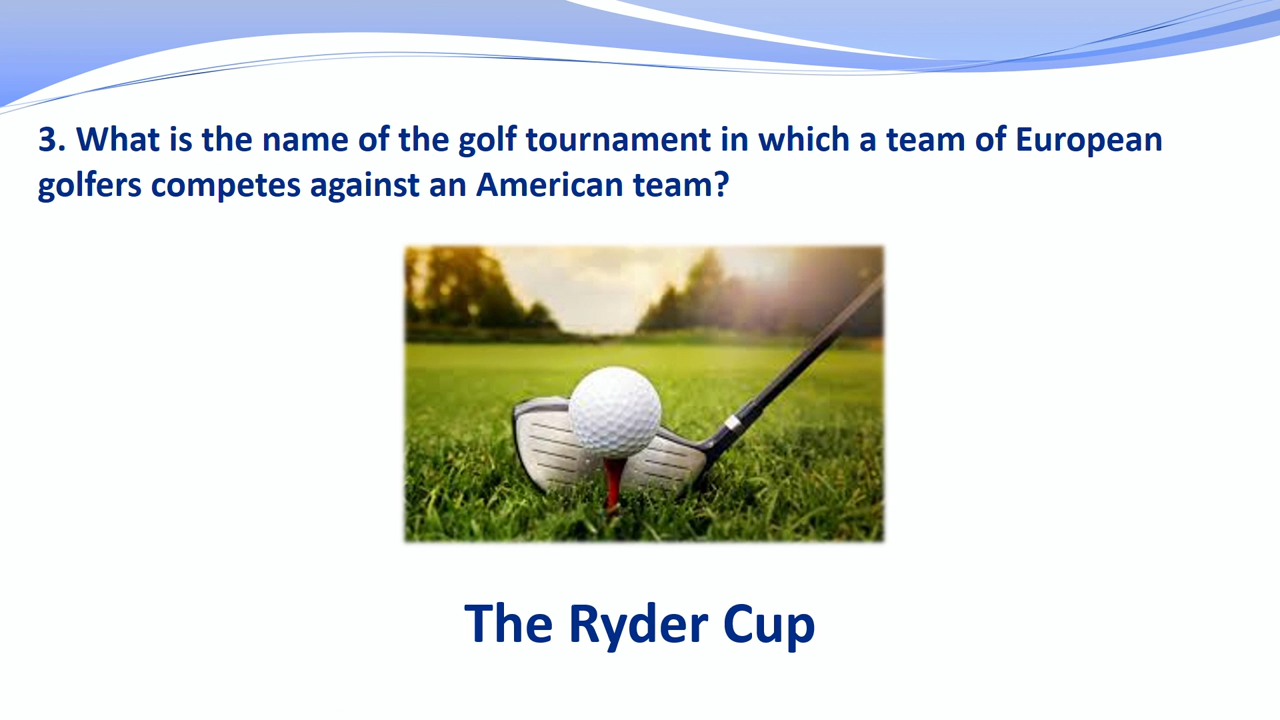 3. What is the name of the golf tournament in which a team of European
golfers competes against an American team?
The Ryder Cup